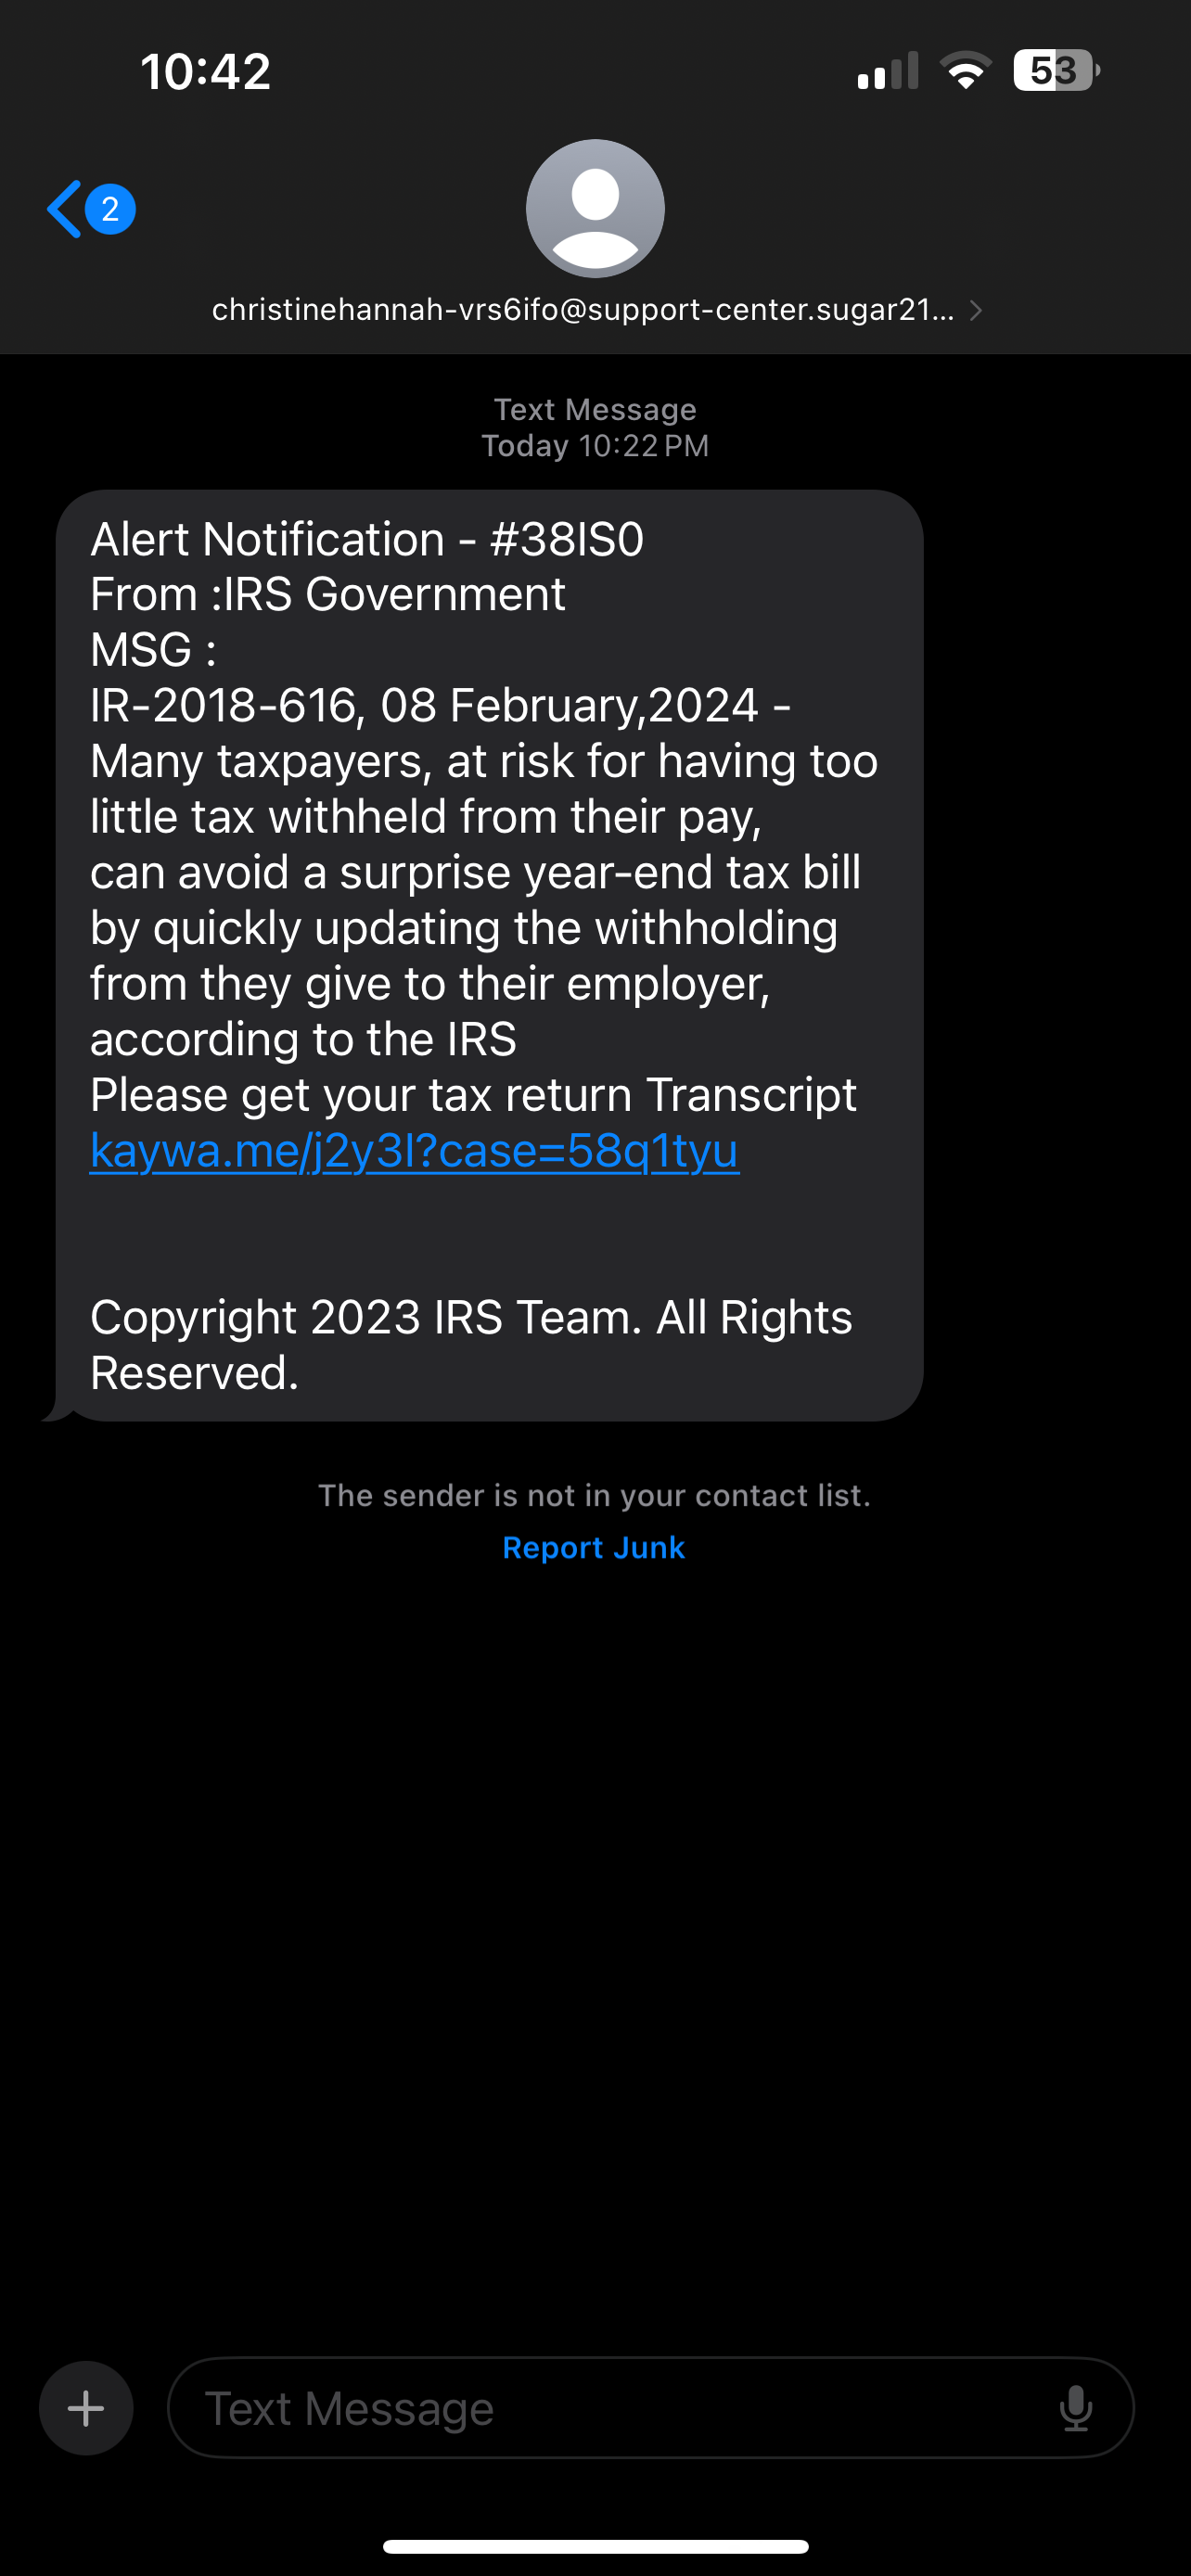 10:42
53
2
christinehannah-vrs6ifo@support-center.sugar21...
Text Message
Today 10:22 PM
Alert Notification - #38IS0
From :IRS Government
MSG :
IR-2018-616, 08 February,2024 -
Many taxpayers, at risk for having too
little tax withheld from their pay,
can avoid a surprise year-end tax bill
by quickly updating the withholding
from they give to their employer,
according to the IRS
Please get your tax return Transcript
kaywa.me/j2y3l?case=58q1tyu
Copyright 2023 IRS Team. All Rights
Reserved.
The sender is not in your contact list.
Report Junk
Text Message